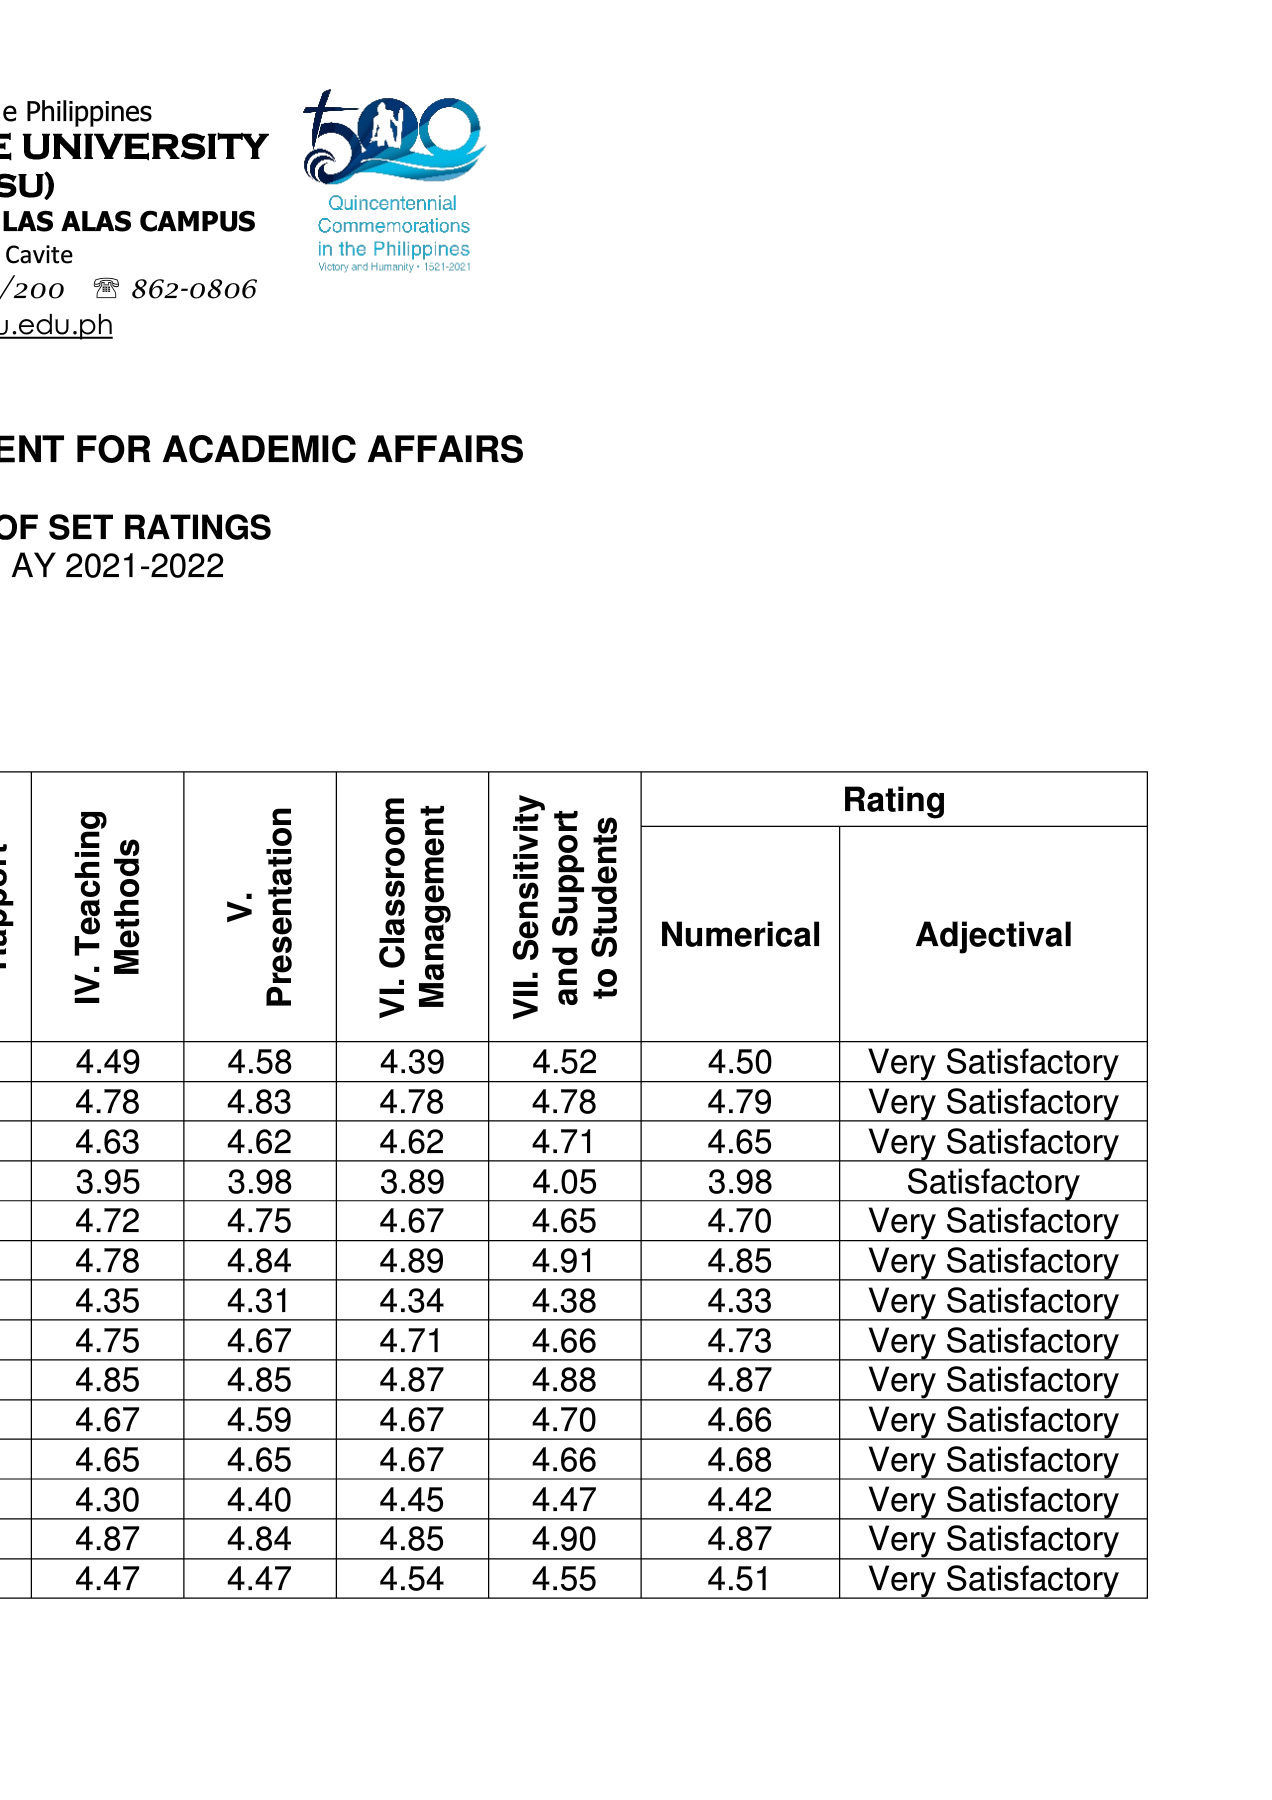 e Philippines
E UNIVERSITY
SU)
LAS ALAS CAMPUS
Cavite
/200 ☏ 862-0806
u.edu.ph
500
Quincentennial
Commemorations
in the Philippines
Victory and Humanity • 1521-2021
ENT FOR ACADEMIC AFFAIRS
OF SET RATINGS
AY 2021-2022
IV. Teaching
Methods
V.
Presentation
VI. Classroom
Management
VII. Sensitivity
and Support
to Students
Rating
Numerical Adjectival
4.49 4.58 4.39 4.52 4.50 Very Satisfactory
4.78 4.83 4.78 4.78 4.79 Very Satisfactory
4.63 4.62 4.62 4.71 4.65 Very Satisfactory
3.95 3.98 3.89 4.05 3.98 Satisfactory
4.72 4.75 4.67 4.65 4.70 Very Satisfactory
4.78 4.84 4.89 4.91 4.85 Very Satisfactory
4.35 4.31 4.34 4.38 4.33 Very Satisfactory
4.75 4.67 4.71 4.66 4.73 Very Satisfactory
4.85 4.85 4.87 4.88 4.87 Very Satisfactory
4.67 4.59 4.67 4.70 4.66 Very Satisfactory
4.65 4.65 4.67 4.66 4.68 Very Satisfactory
4.30 4.40 4.45 4.47 4.42 Very Satisfactory
4.87 4.84 4.85 4.90 4.87 Very Satisfactory
4.47 4.47 4.54 4.55 4.51 Very Satisfactory